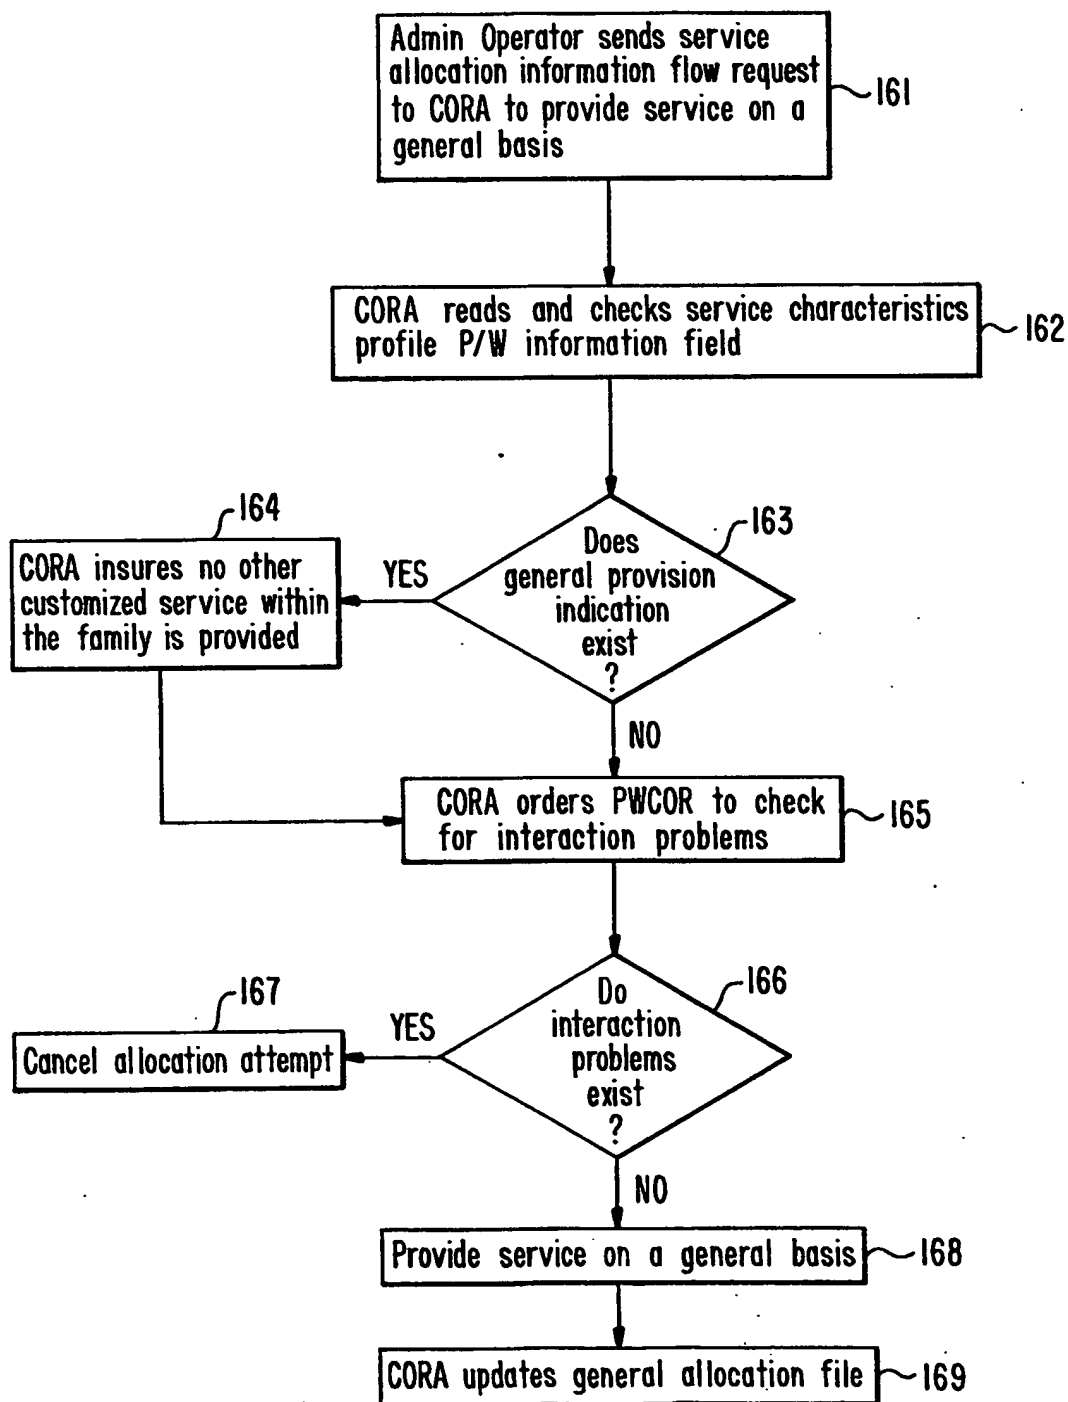 Admin Operator sends service
allocation information flow request
to CORA to provide service on a
general basis
161
CORA reads and checks service characteristics
profile P/W information field
162
163
Does
general provision
indication
exist
?
YES
164
CORA insures no other
customized service within
the family is provided
NO
CORA orders PWCOR to check
for interaction problems
165
166
Do
interaction
problems
exist
?
YES
167
Cancel allocation attempt
NO
Provide service on a general basis
168
CORA updates general allocation file
169